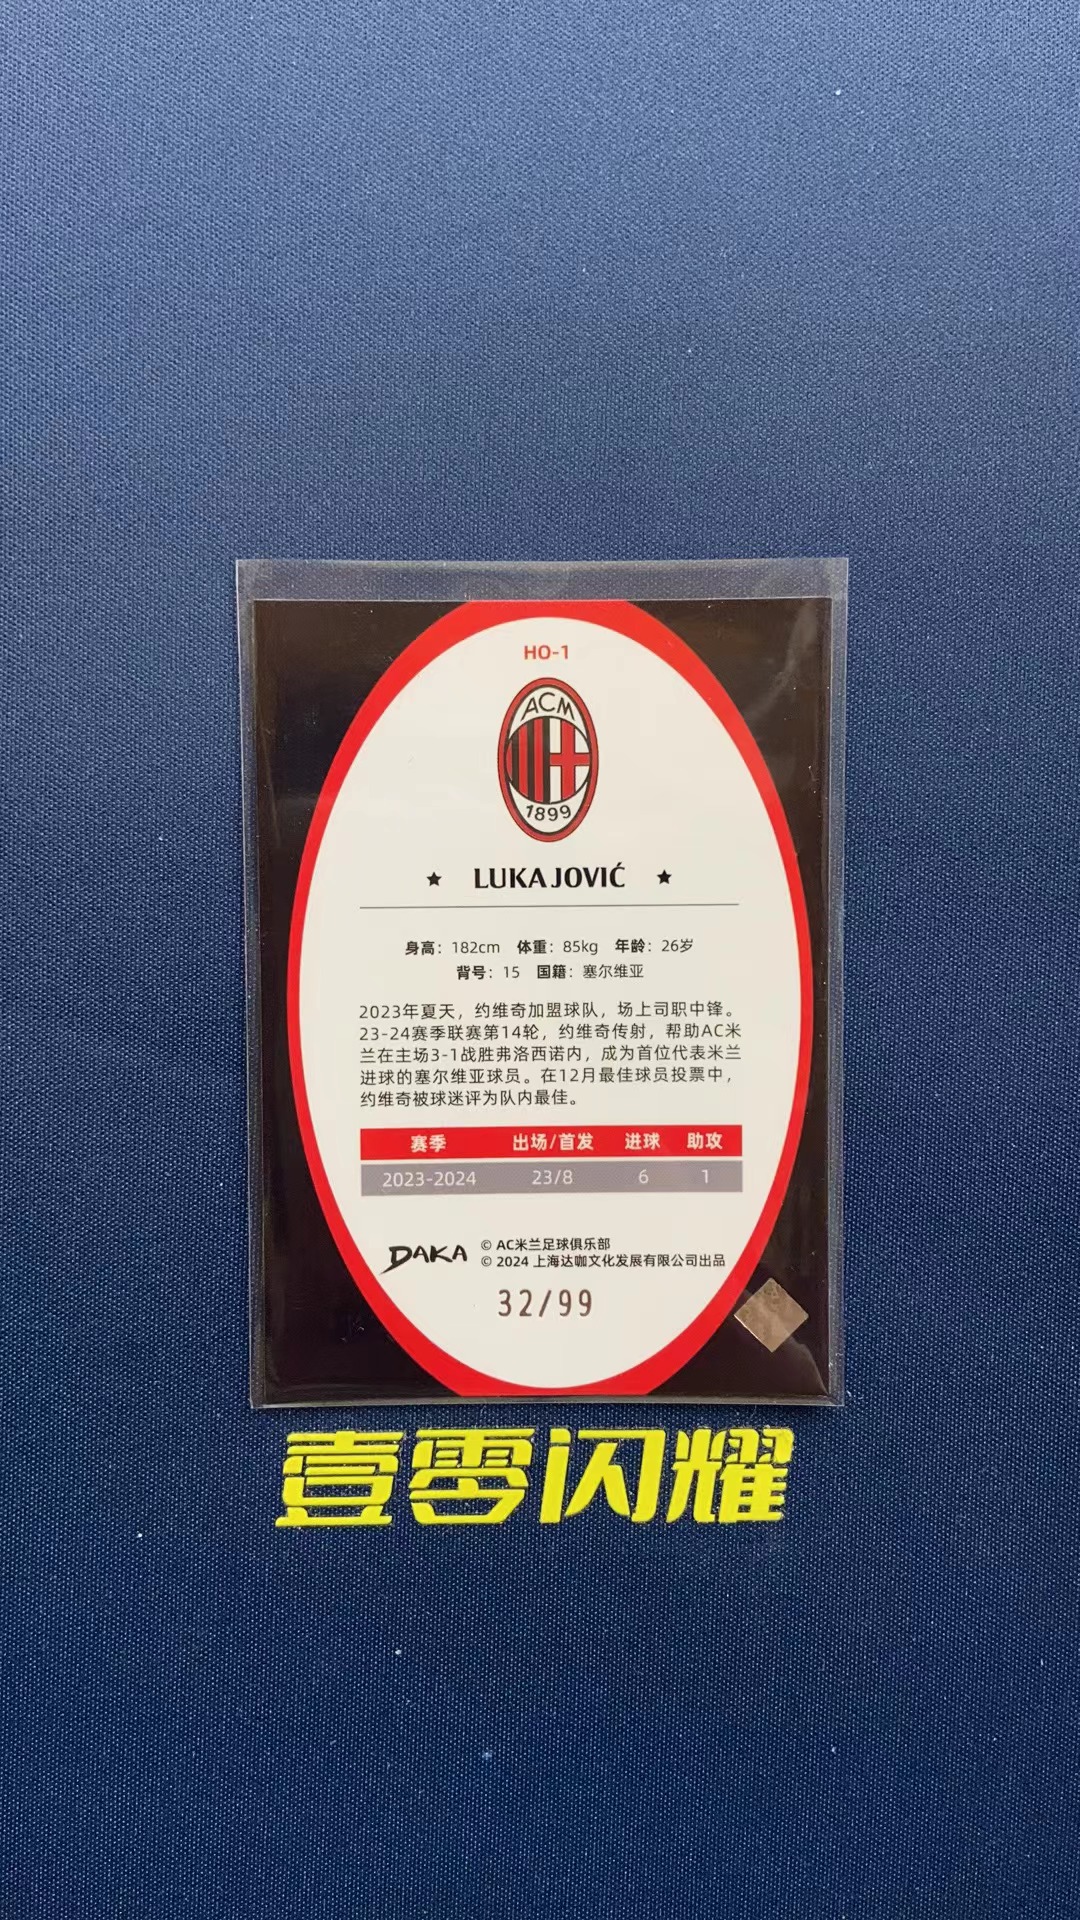 HO-1
ACM
1899
★ LUKA JOVIĆ ★
身高：182cm 体重：85kg 年龄：26岁
背号：15 国籍：塞尔维亚
2023年夏天，约维奇加盟球队，场上司职中锋。
23-24赛季联赛第14轮，约维奇传射，帮助AC米
兰在主场3-1战胜弗洛西诺内，成为首位代表米兰
进球的塞尔维亚球员。在12月最佳球员投票中，
约维奇被球迷评为队内最佳。
赛季 出场/首发 进球 助攻
2023-2024 23/8 6 1
DAKA
© AC米兰足球俱乐部
© 2024 上海达咖文化发展有限公司出品
32/99
壹零闪耀